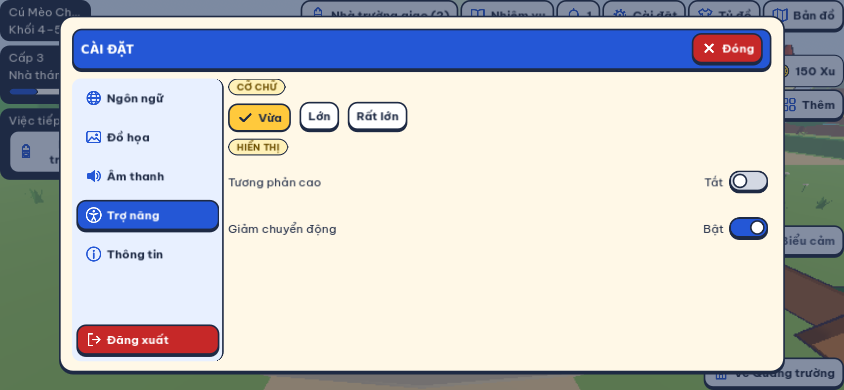 Cú Mèo Ch...
Khối 4-5
Nhà trường giao (2)
Nhiệm vụ
1
Cài đặt
Tủ đồ
Bản đồ
CÀI ĐẶT
Đóng
Cấp 3
150 Xu
Thêm
Việc tiếp
Ngôn ngữ
Đồ họa
Âm thanh
Trợ năng
Thông tin
Đăng xuất
CỠ CHỮ
Vừa
Lớn
Rất lớn
HIỂN THỊ
Tương phản cao
Tắt
Giảm chuyển động
Bật
Biểu cảm
Về Quảng trường